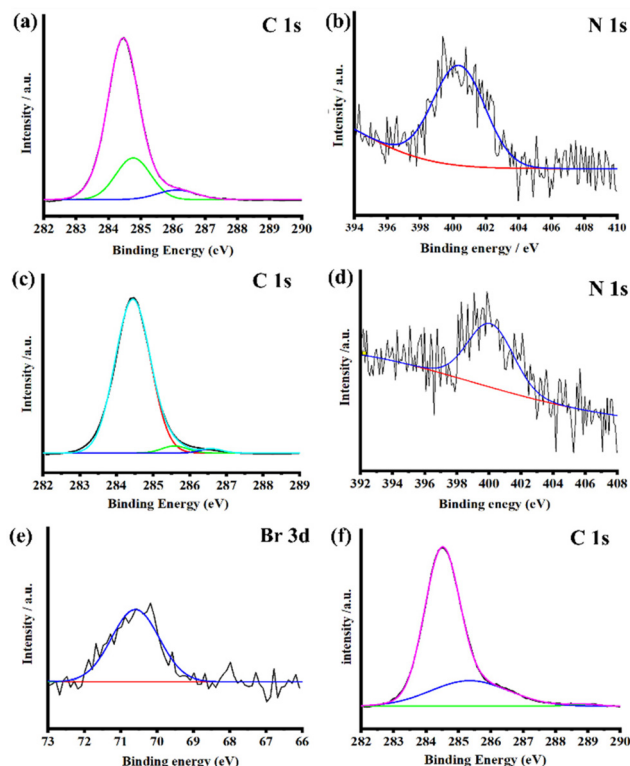 (a)
C 1s
Intensity / a.u.
282 283 284 285 286 287 288 289 290
Binding Energy (eV)
(b)
N 1s
Intensity / a.u.
394 396 398 400 402 404 406 408 410
Binding energy / eV
(c)
C 1s
Intensity /a.u.
282 283 284 285 286 287 288 289
Binding Energy (eV)
(d)
N 1s
Intensity /a.u.
392 394 396 398 400 402 404 406 408
Binding enegy (eV)
(e)
Br 3d
Intensity / a.u.
73 72 71 70 69 68 67 66
Binding energy (eV)
(f)
C 1s
intensity /a.u.
282 283 284 285 286 287 288 289 290
Binding Energy (eV)